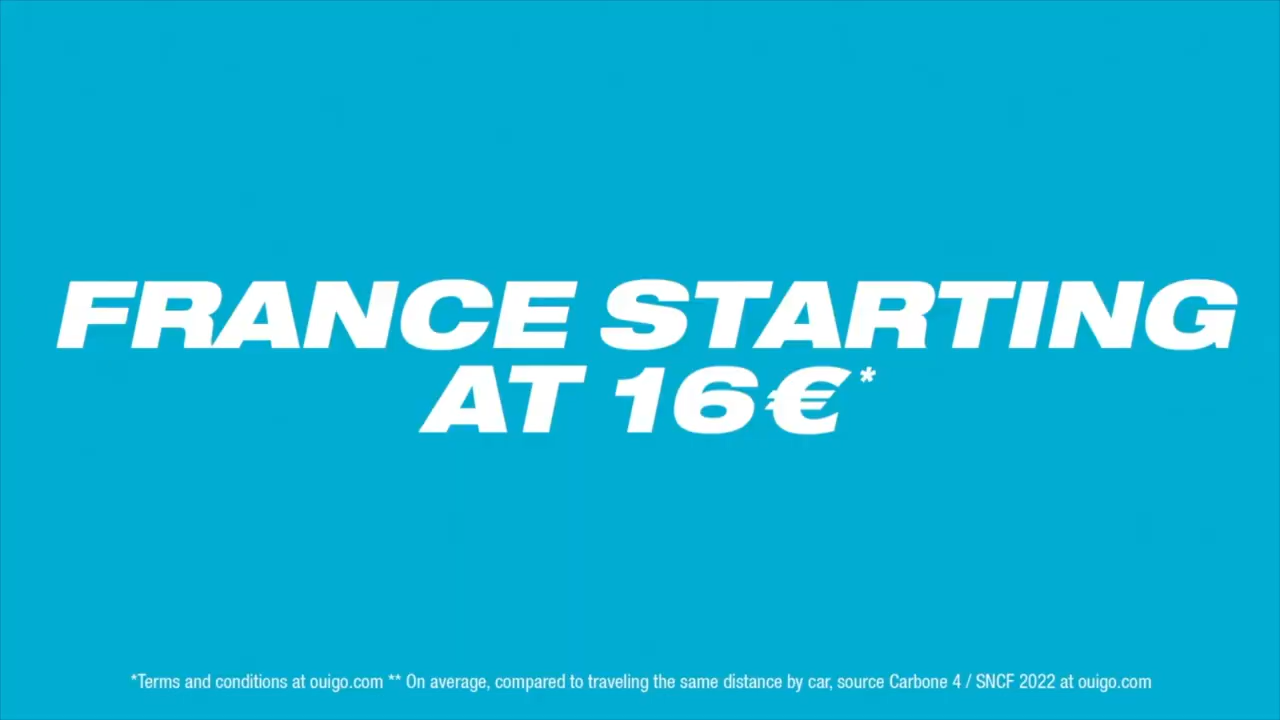 FRANCE STARTING
AT 16€*
*Terms and conditions at ouigo.com ** On average, compared to traveling the same distance by car, source Carbone 4 / SNCF 2022 at ouigo.com